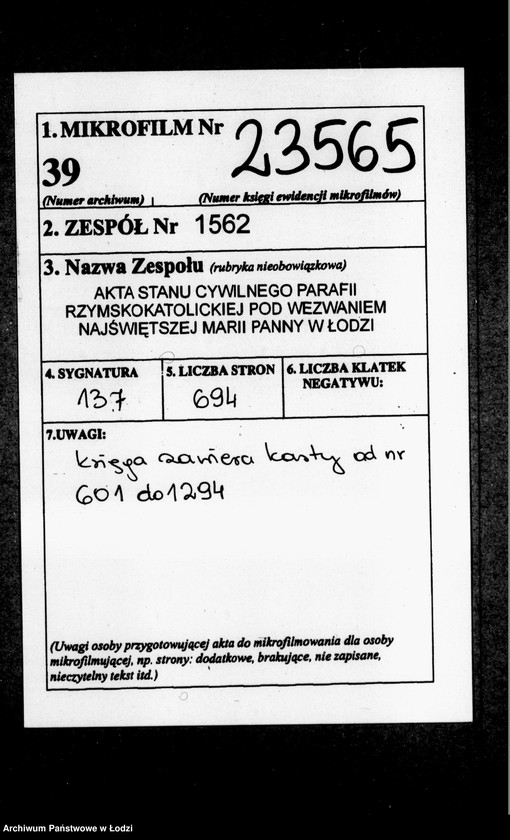 1. MIKROFILM Nr 23565
39
(Numer archiwum) (Numer księgi ewidencji mikrofilmów)
2. ZESPÓŁ Nr 1562
3. Nazwa Zespołu (rubryka nieobowiązkowa)
AKTA STANU CYWILNEGO PARAFII
RZYMSKOKATOLICKIEJ POD WEZWANIEM
NAJŚWIĘTSZEJ MARII PANNY W ŁODZI
4. SYGNATURA
137
5. LICZBA STRON
694
6. LICZBA KLATEK
NEGATYWU:
7.UWAGI:
księga zawiera karty od nr
601 do 1294
(Uwagi osoby przygotowującej akta do mikrofilmowania dla osoby
mikrofilmującej, np. strony: dodatkowe, brakujące, nie zapisane,
nieczytelny tekst itd.)
Archiwum Państwowe w Łodzi